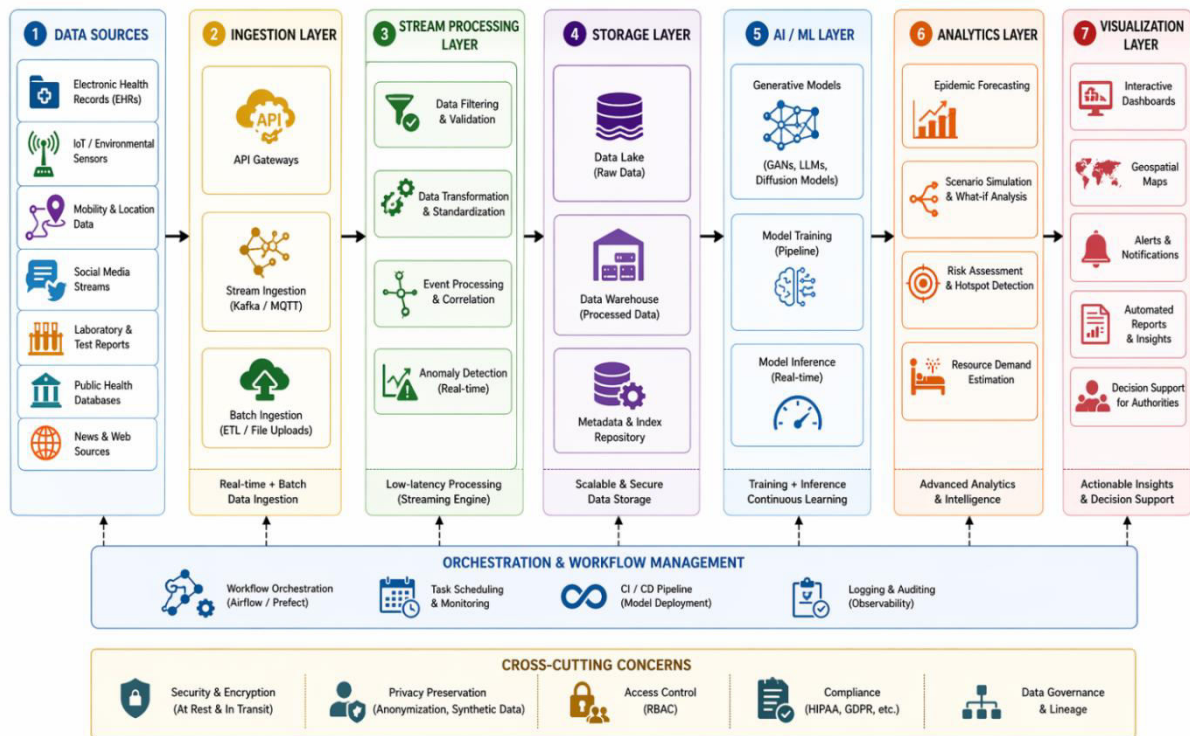 1 DATA SOURCES
Electronic Health
Records (EHRs)
IoT / Environmental
Sensors
Mobility & Location
Data
Social Media
Streams
Laboratory &
Test Reports
Public Health
Databases
News & Web
Sources
2 INGESTION LAYER
API
API Gateways
Stream Ingestion
(Kafka / MQTT)
Batch Ingestion
(ETL / File Uploads)
Real-time + Batch
Data Ingestion
3 STREAM PROCESSING
LAYER
Data Filtering
& Validation
Data Transformation
& Standardization
Event Processing
& Correlation
Anomaly Detection
(Real-time)
Low-latency Processing
(Streaming Engine)
4 STORAGE LAYER
Data Lake
(Raw Data)
Data Warehouse
(Processed Data)
Metadata & Index
Repository
Scalable & Secure
Data Storage
5 AI / ML LAYER
Generative Models
(GANs, LLMs,
Diffusion Models)
Model Training
(Pipeline)
Model Inference
(Real-time)
Training + Inference
Continuous Learning
6 ANALYTICS LAYER
Epidemic Forecasting
Scenario Simulation
& What-if Analysis
Risk Assessment
& Hotspot Detection
Resource Demand
Estimation
Advanced Analytics
& Intelligence
7 VISUALIZATION
LAYER
Interactive
Dashboards
Geospatial
Maps
Alerts &
Notifications
Automated
Reports
& Insights
Decision Support
for Authorities
Actionable Insights
& Decision Support
ORCHESTRATION & WORKFLOW MANAGEMENT
Workflow Orchestration
(Airflow / Prefect)
Task Scheduling
& Monitoring
CI / CD Pipeline
(Model Deployment)
Logging & Auditing
(Observability)
CROSS-CUTTING CONCERNS
Security & Encryption
(At Rest & In Transit)
Privacy Preservation
(Anonymization, Synthetic Data)
Access Control
(RBAC)
Compliance
(HIPAA, GDPR, etc.)
Data Governance
& Lineage